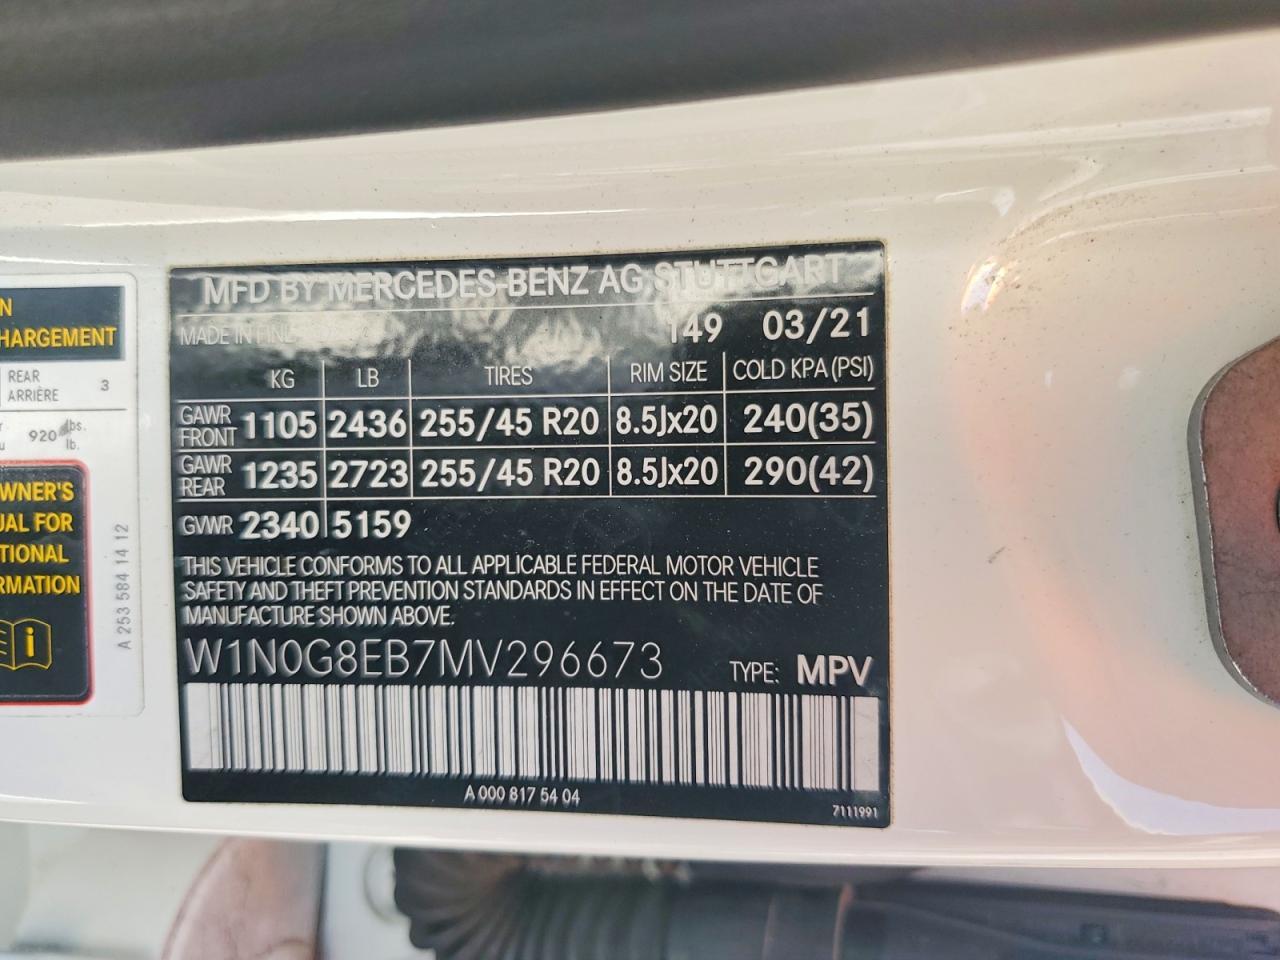 MFD BY MERCEDES-BENZ AG STUTTGART
MADE IN 149 03/21
KG LB TIRES RIM SIZE COLD KPA (PSI)
GAWR FRONT 1105 2436 255/45 R20 8.5Jx20 240(35)
GAWR REAR 1235 2723 255/45 R20 8.5Jx20 290(42)
GVWR 2340 5159
THIS VEHICLE CONFORMS TO ALL APPLICABLE FEDERAL MOTOR VEHICLE
SAFETY AND THEFT PREVENTION STANDARDS IN EFFECT ON THE DATE OF
MANUFACTURE SHOWN ABOVE.
W1N0G8EB7MV296673 TYPE: MPV
A 000 817 54 04
7111991
N
HARGEMENT
REAR
ARRIÈRE 3
920 lbs.
lb.
WNER'S
UAL FOR
TIONAL
RMATION
A 253 584 14 12